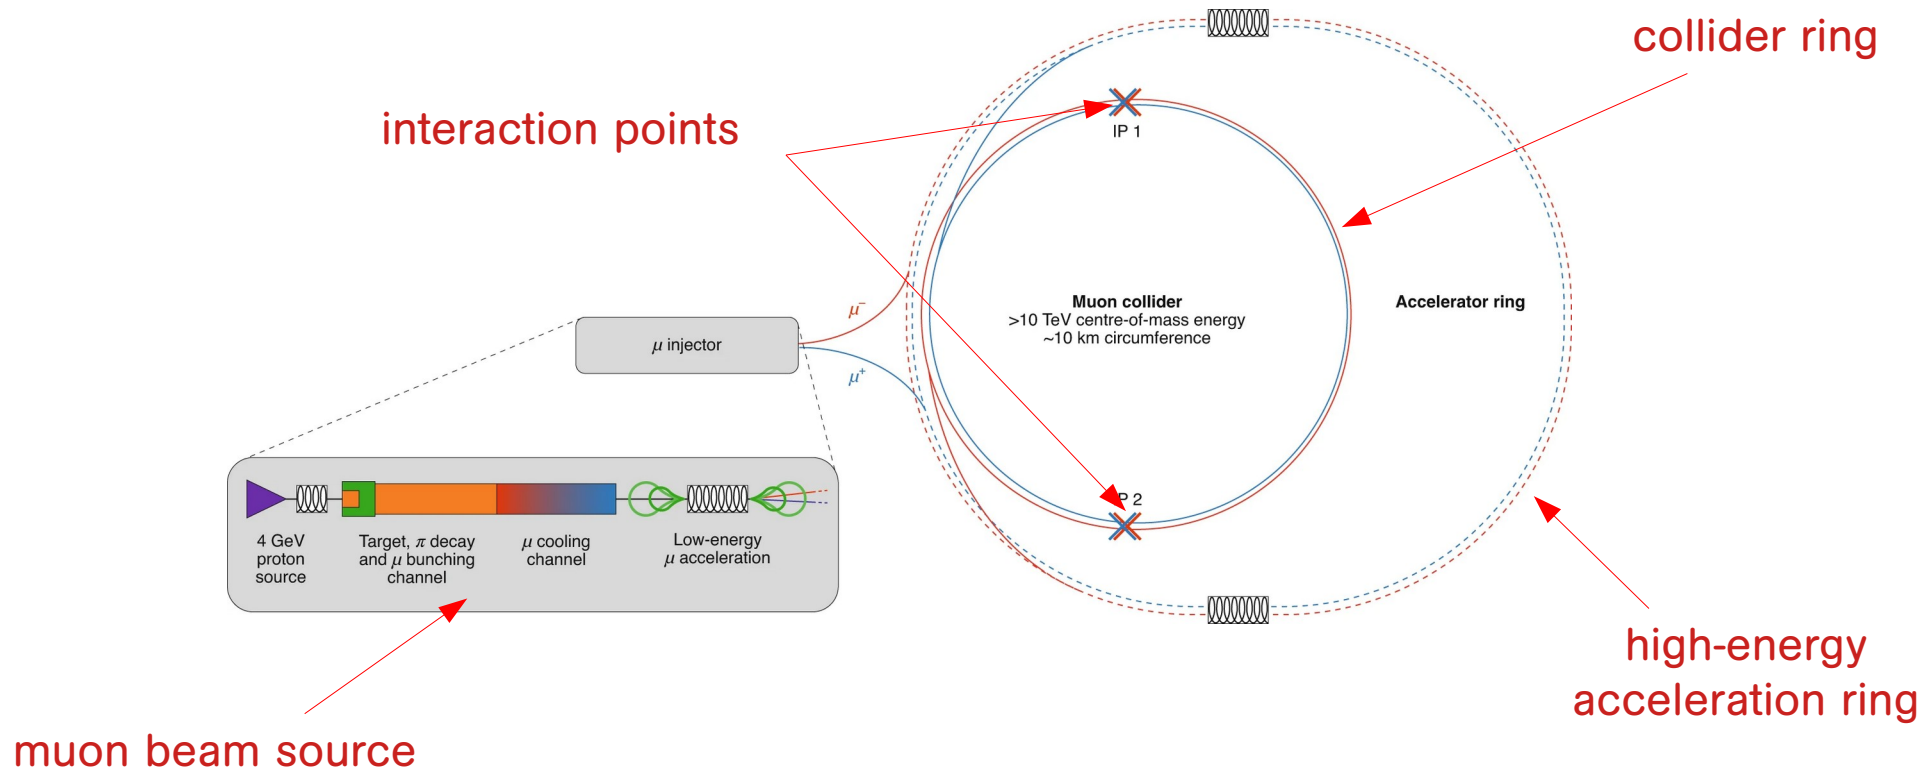 collider ring
interaction points
IP 1
Muon collider
>10 TeV centre-of-mass energy
~10 km circumference
Accelerator ring
μ⁻
μ injector
μ⁺
P 2
4 GeV
proton
source
Target, π decay
and μ bunching
channel
μ cooling
channel
Low-energy
μ acceleration
high-energy
acceleration ring
muon beam source